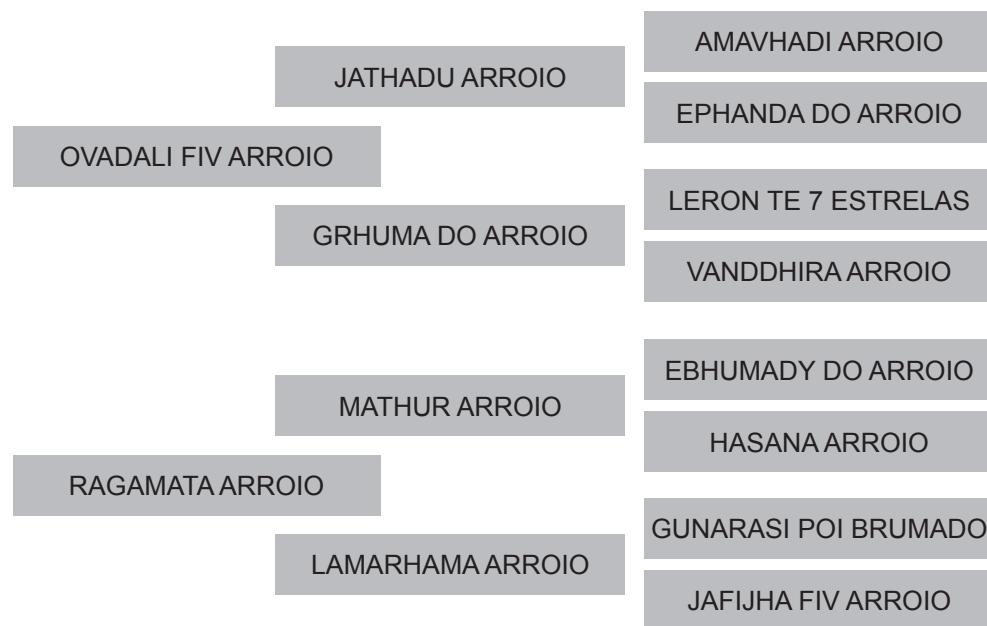 AMAVHADI ARROIO
JATHADU ARROIO
EPHANDA DO ARROIO
OVADALI FIV ARROIO
LERON TE 7 ESTRELAS
GRHUMA DO ARROIO
VANDDHIRA ARROIO
EBHUMADY DO ARROIO
MATHUR ARROIO
HASANA ARROIO
RAGAMATA ARROIO
GUNARASI POI BRUMADO
LAMARHAMA ARROIO
JAFIJHA FIV ARROIO